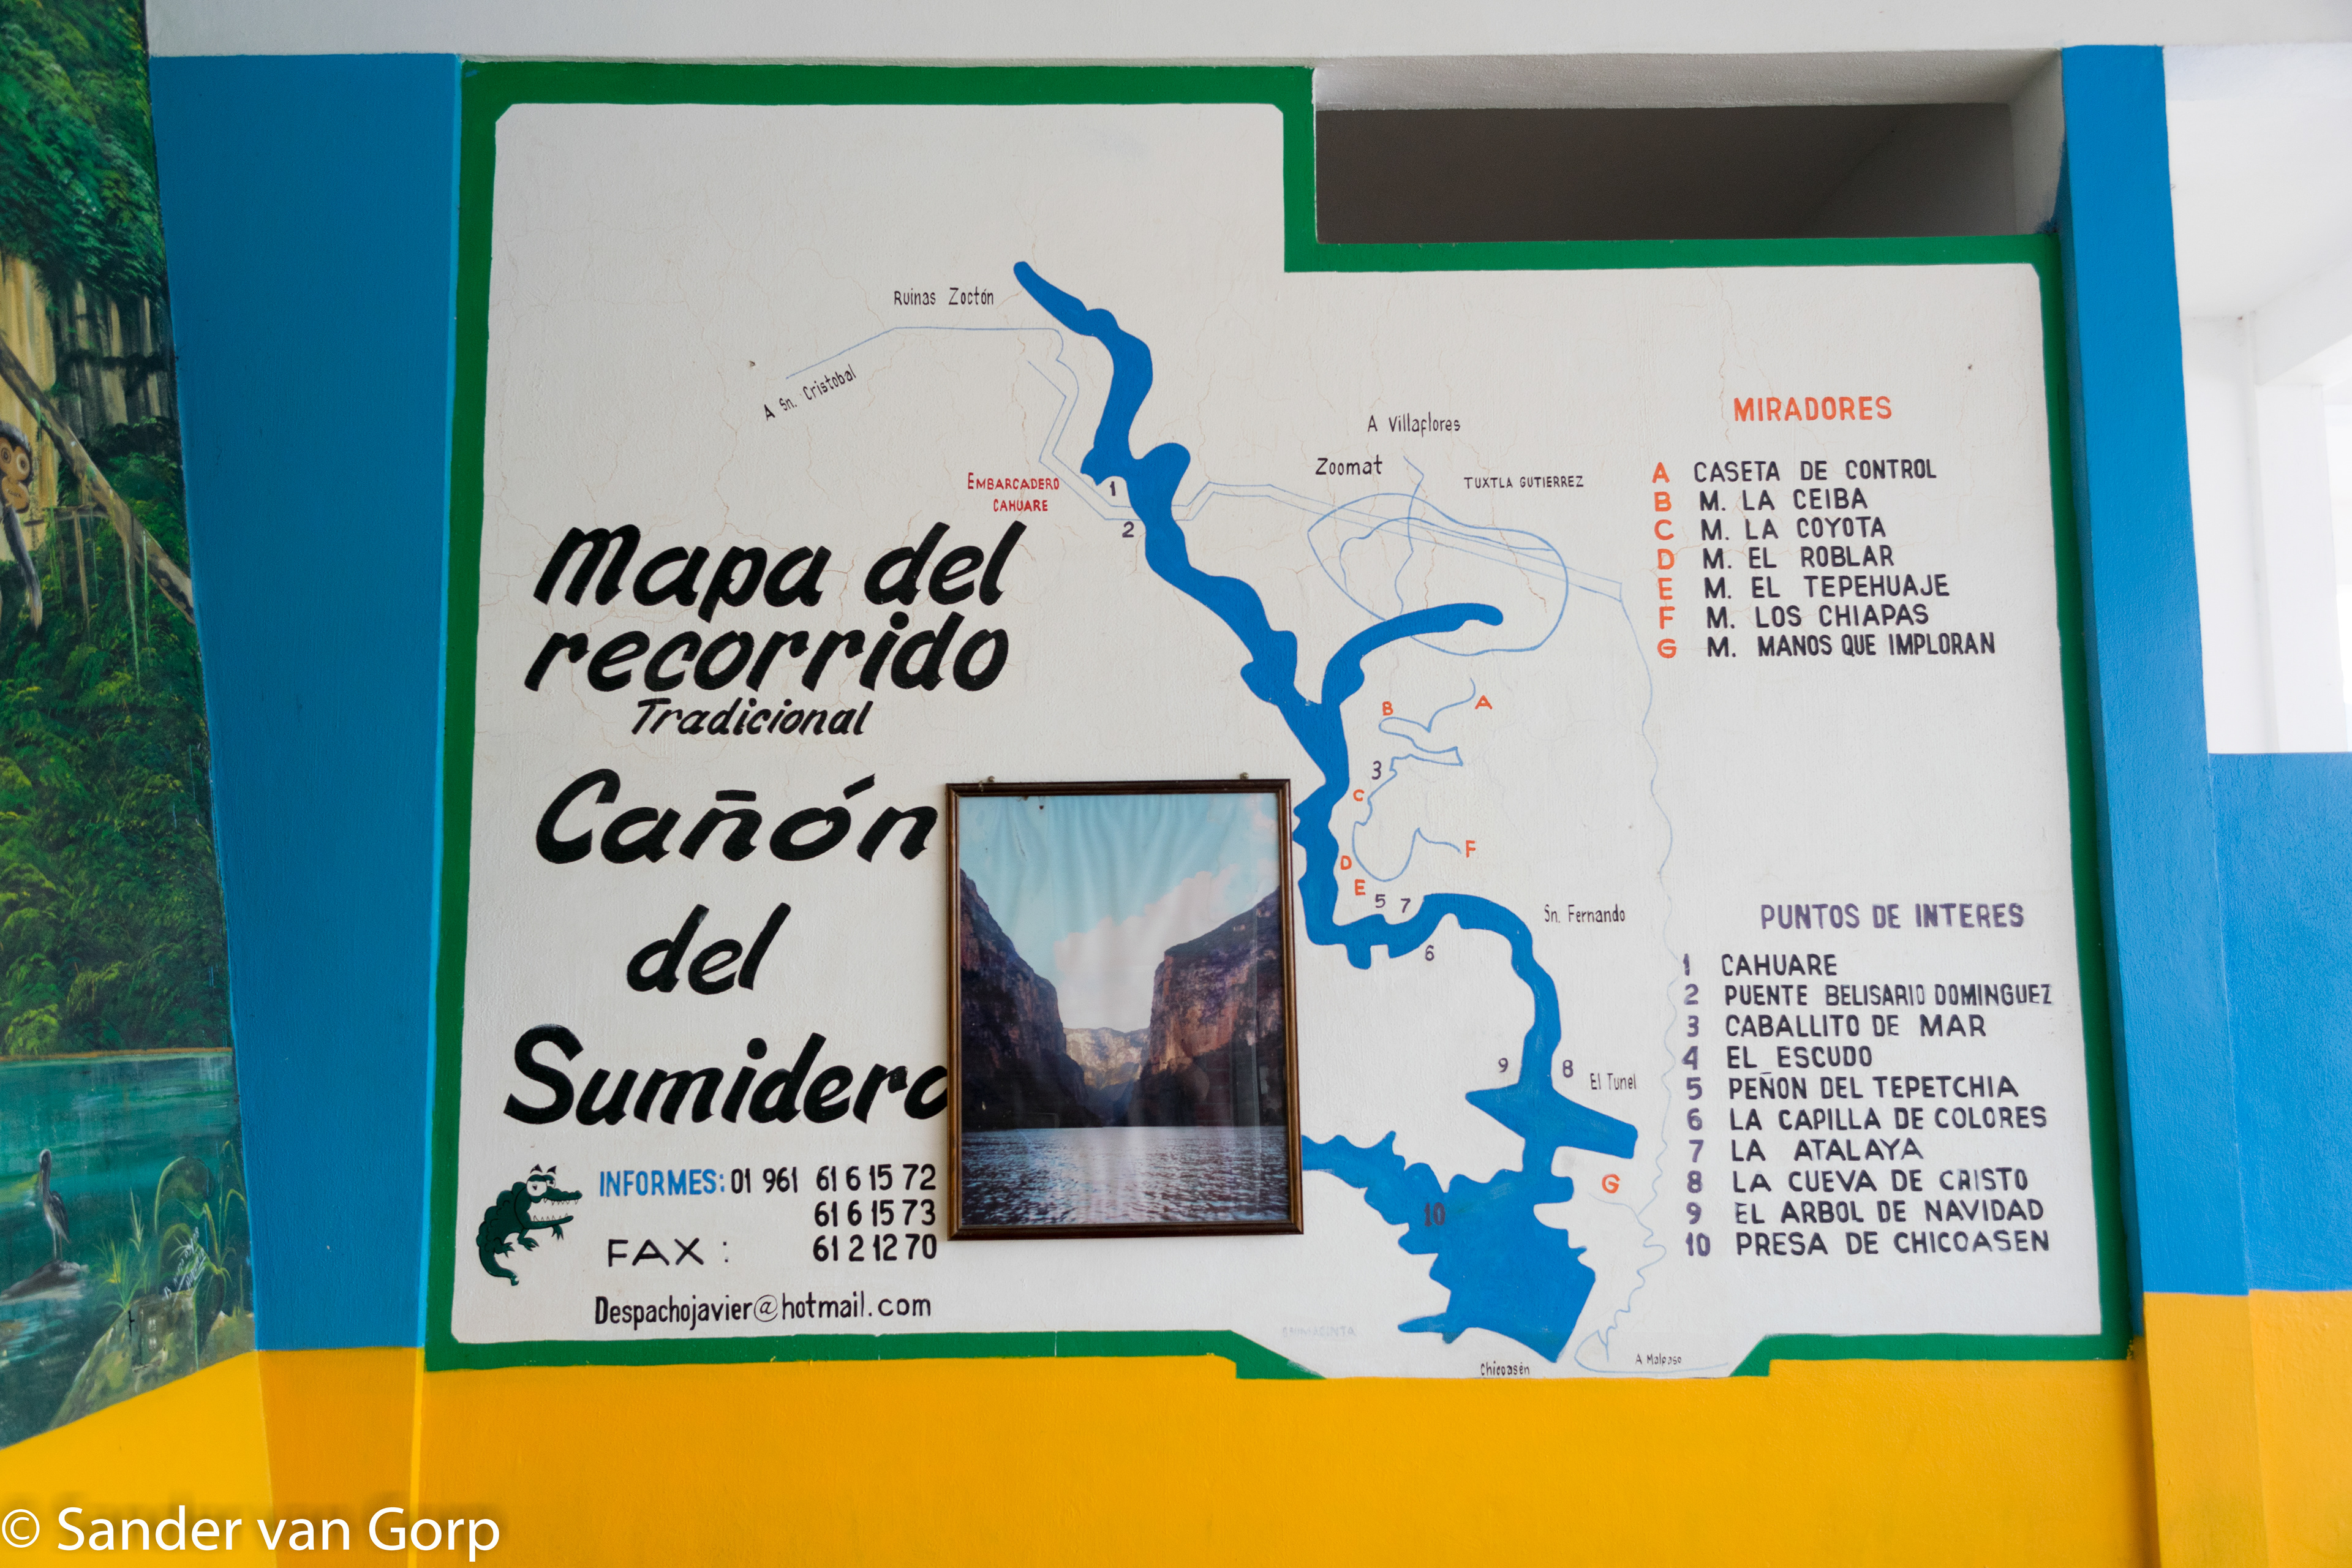 Mapa del
recorrido
Tradicional
Cañón
del
Sumidero
INFORMES: 01 961 61 6 15 72
61 6 15 73
FAX : 61 2 12 70
Despachojavier@hotmail.com
Ruinas Zoctón
A Sn. Cristobal
EMBARCADERO
CAHUARE
1
2
A Villaflores
Zoomat
TUXTLA GUTIERREZ
A
B
3
C
F
D
E
5 7
6
Sn. Fernando
9 8
El Tunel
G
10
Chicoasén
A Malpaso
MIRADORES
A CASETA DE CONTROL
B M. LA CEIBA
C M. LA COYOTA
D M. EL ROBLAR
E M. EL TEPEHUAJE
F M. LOS CHIAPAS
G M. MANOS QUE IMPLORAN
PUNTOS DE INTERES
1 CAHUARE
2 PUENTE BELISARIO DOMINGUEZ
3 CABALLITO DE MAR
4 EL ESCUDO
5 PEÑON DEL TEPETCHIA
6 LA CAPILLA DE COLORES
7 LA ATALAYA
8 LA CUEVA DE CRISTO
9 EL ARBOL DE NAVIDAD
10 PRESA DE CHICOASEN
© Sander van Gorp